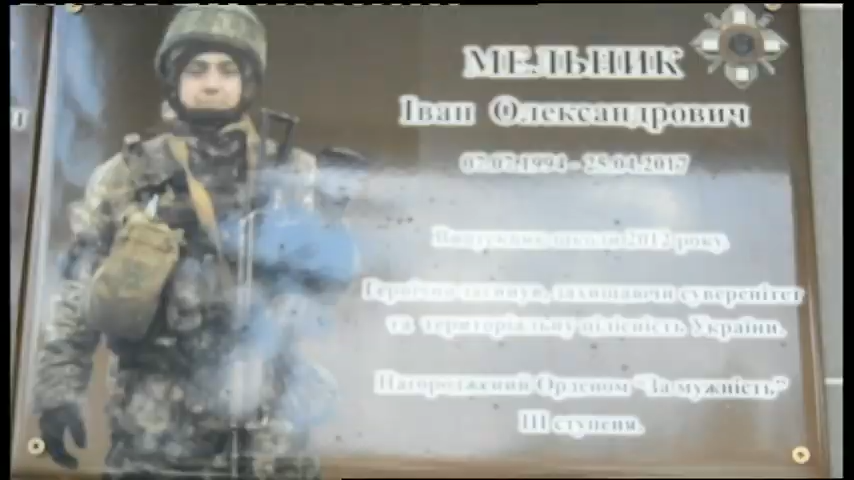 МЕЛЬНИК
Іван Олександрович
07.07.1994 - 25.04.2017
Випускник школи 2012 року.
Героїчно загинув, захищаючи суверенітет
та територіальну цілісність України.
Нагороджений Орденом "За мужність"
ІІІ ступеня.